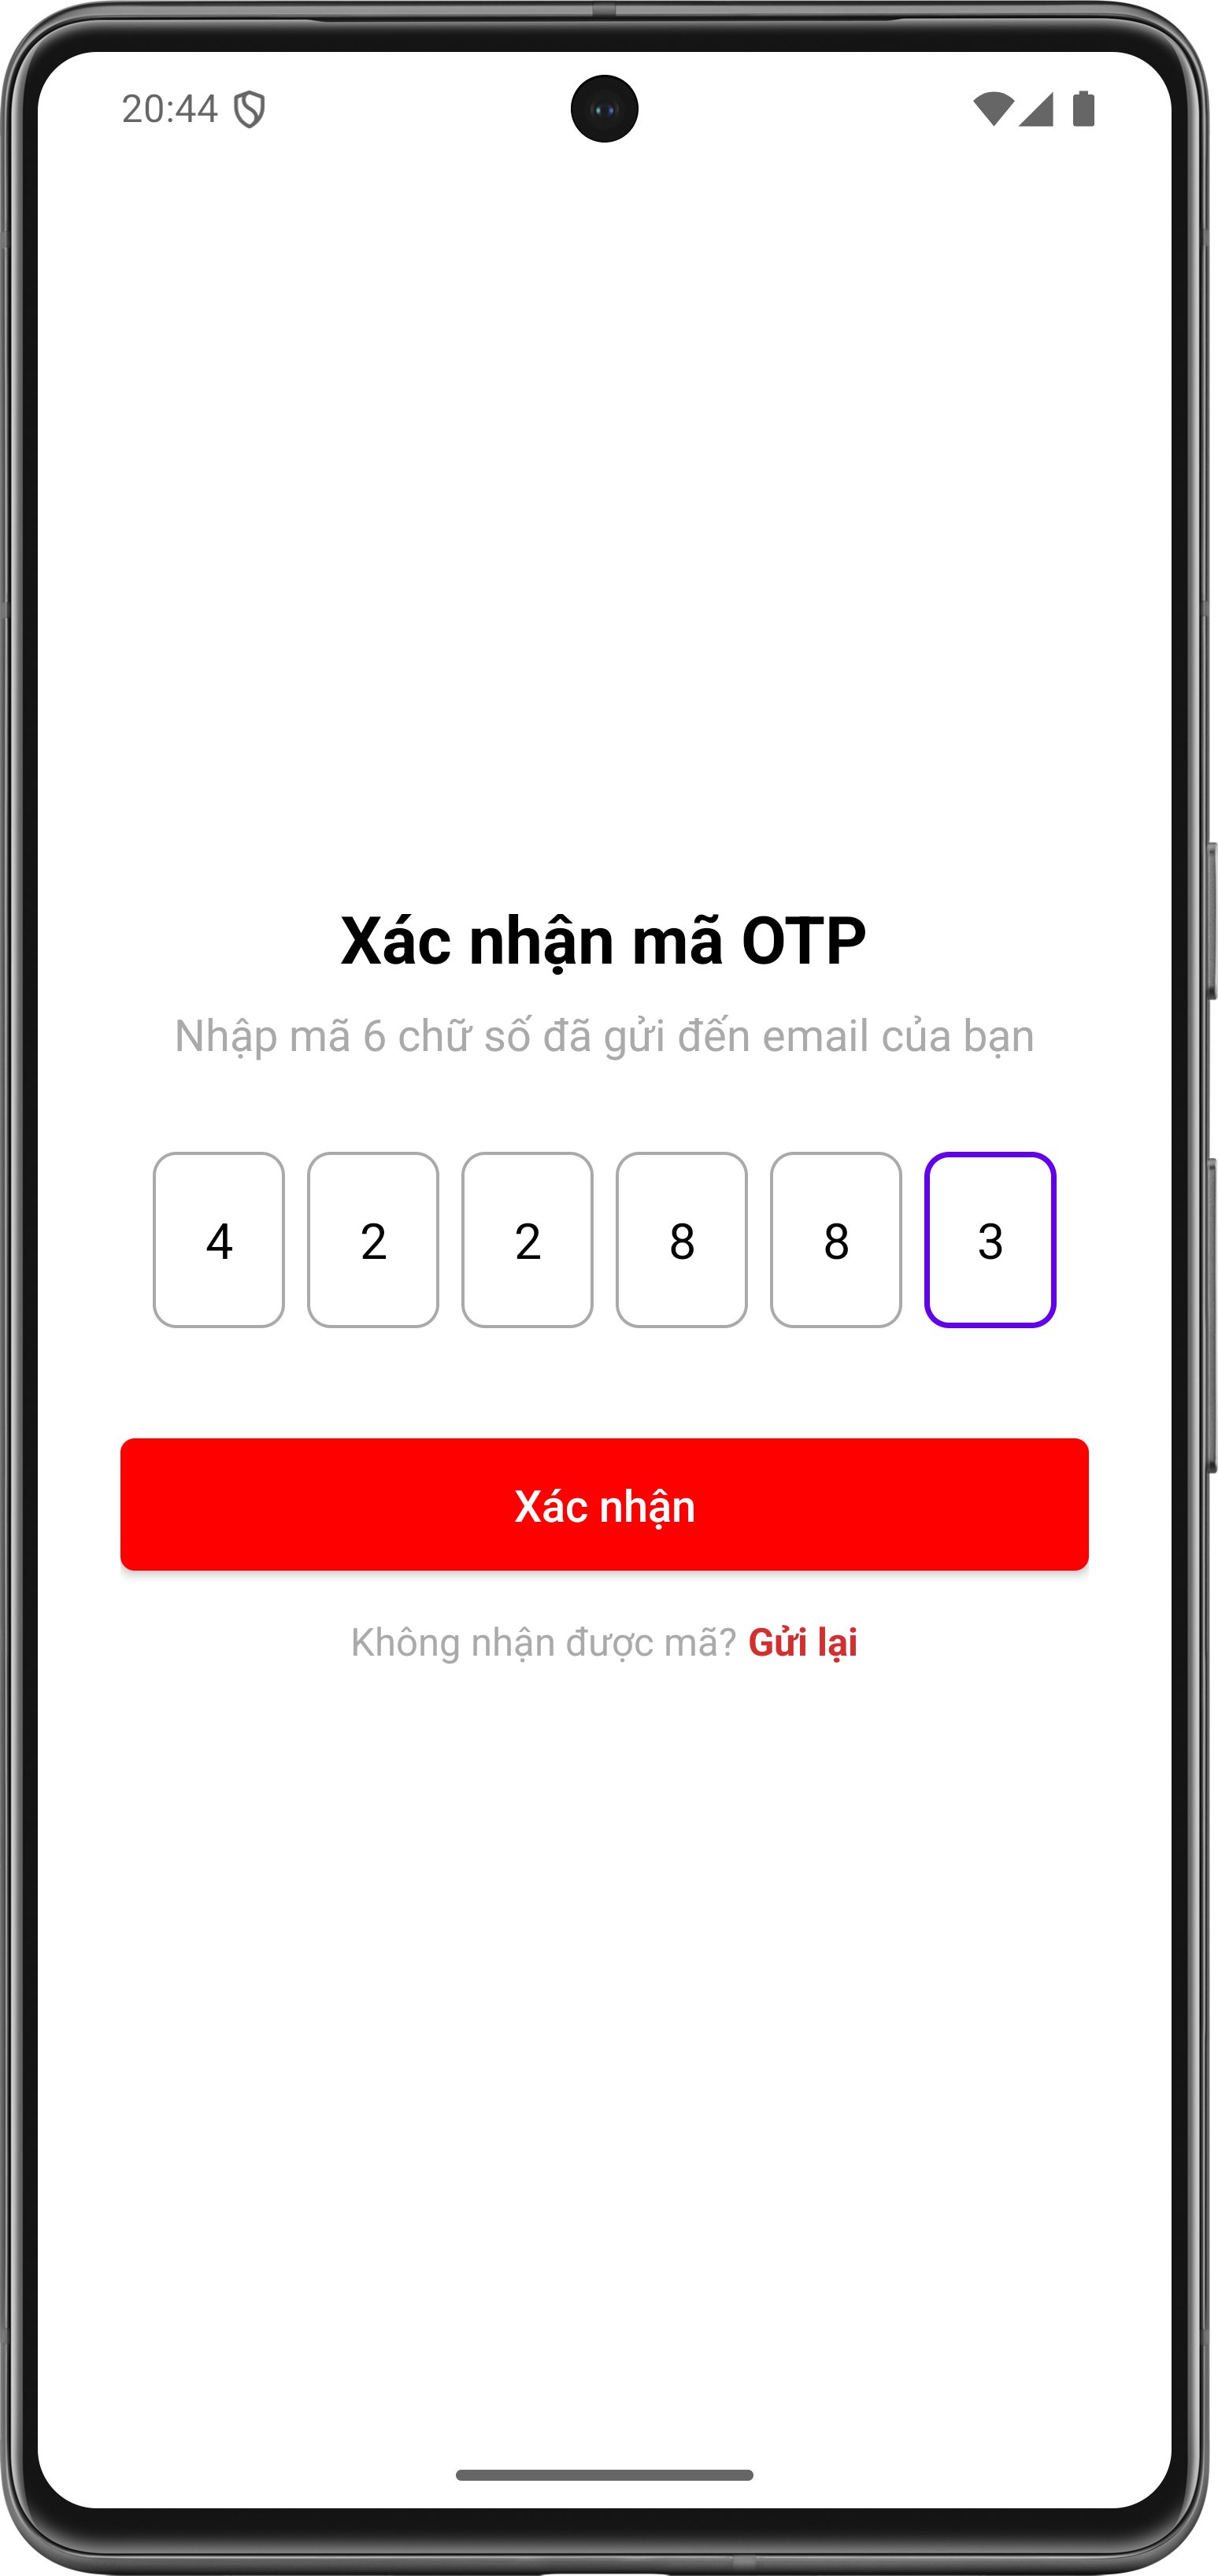 20:44
Xác nhận mã OTP
Nhập mã 6 chữ số đã gửi đến email của bạn
4 2 2 8 8 3
Xác nhận
Không nhận được mã? Gửi lại